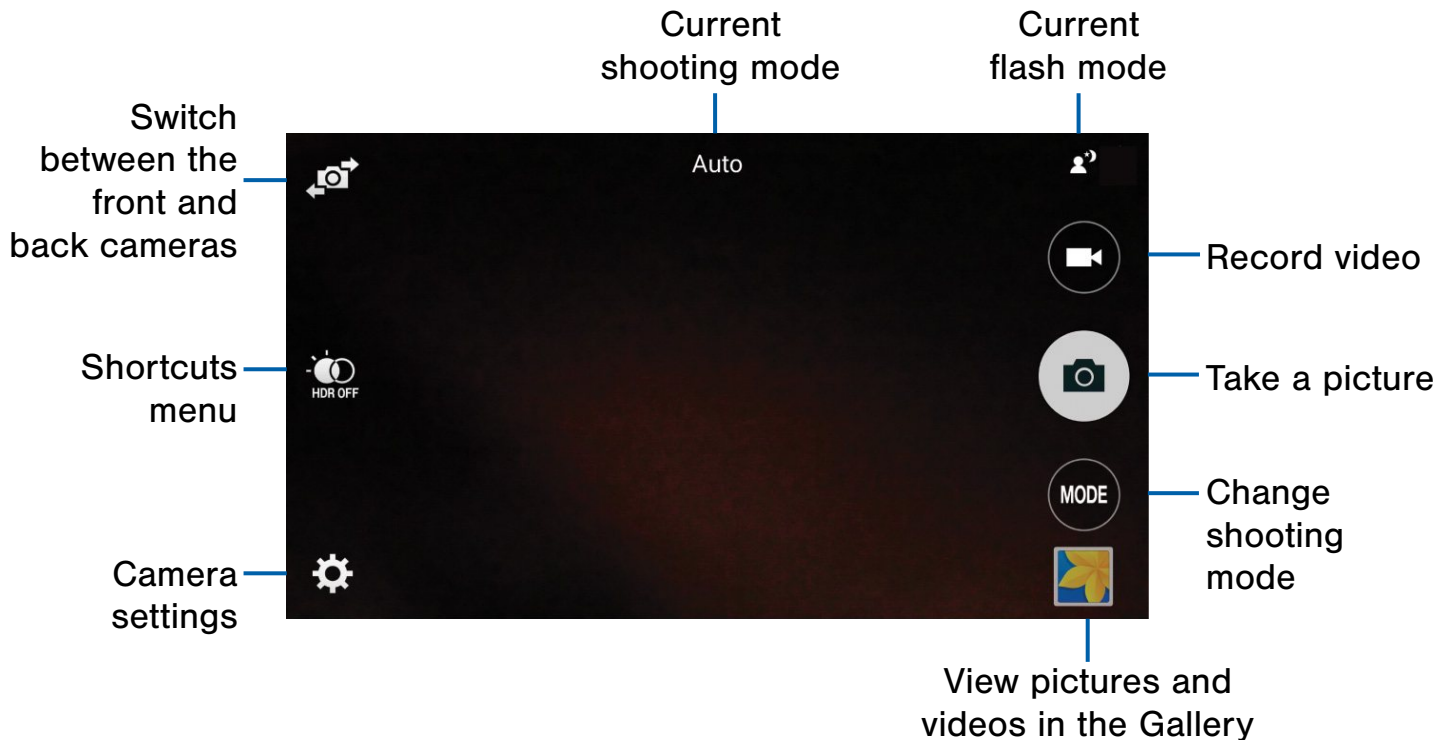 Current
shooting mode
Current
flash mode
Switch
between the
front and
back cameras
Auto
Record video
Shortcuts
menu
HDR OFF
Take a picture
MODE
Change
shooting
mode
Camera
settings
View pictures and
videos in the Gallery